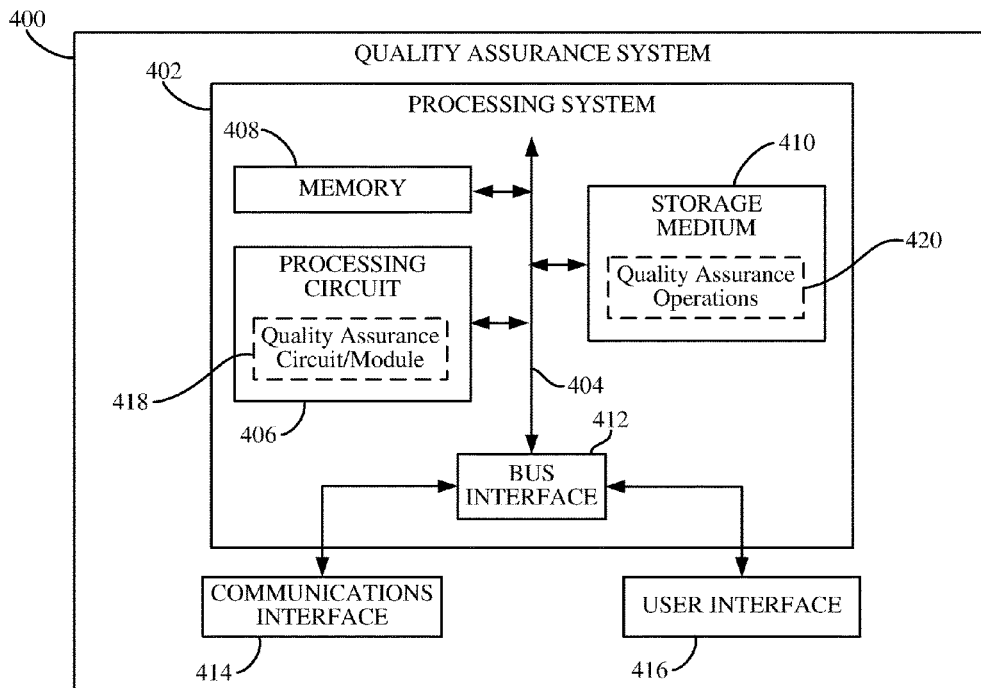 400
QUALITY ASSURANCE SYSTEM
402
PROCESSING SYSTEM
408
MEMORY
410
STORAGE
MEDIUM
420
Quality Assurance
Operations
PROCESSING
CIRCUIT
Quality Assurance
Circuit/Module
418
406
404
412
BUS
INTERFACE
COMMUNICATIONS
INTERFACE
414
USER INTERFACE
416